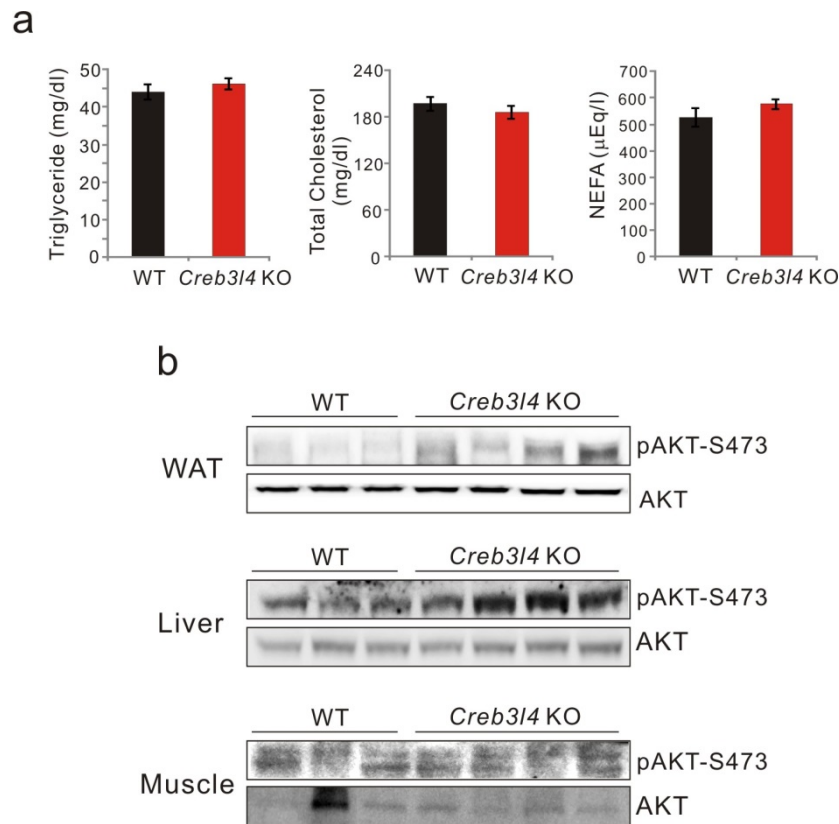 a
Triglyceride (mg/dl)
50
40
30
20
10
0
WT Creb3l4 KO
Total Cholesterol
(mg/dl)
240
180
120
60
0
WT Creb3l4 KO
NEFA (µEq/l)
700
600
500
400
300
200
100
0
WT Creb3l4 KO
b
WT Creb3l4 KO
WAT
pAKT-S473
AKT
WT Creb3l4 KO
Liver
pAKT-S473
AKT
WT Creb3l4 KO
Muscle
pAKT-S473
AKT